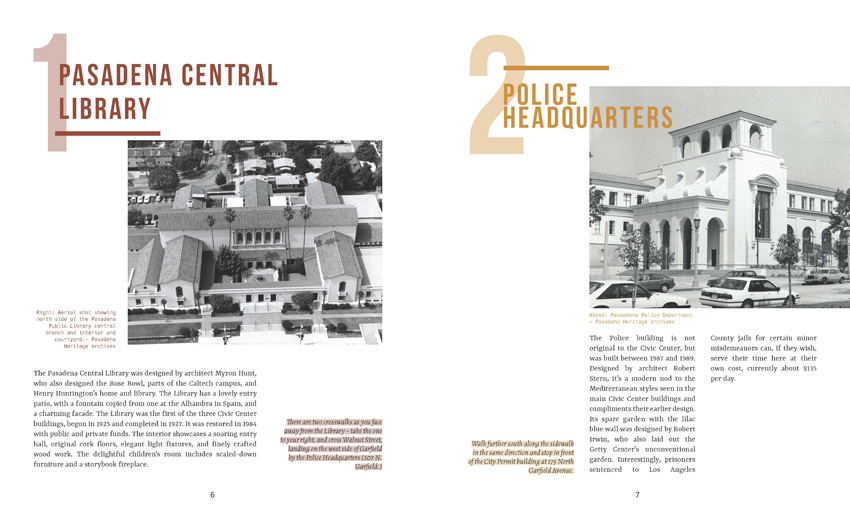 1
PASADENA CENTRAL
LIBRARY
Right: Aerial shot showing
north side of the Pasadena
Public Library central
branch and interior and
couryard.- Pasadena
Heritage archives
The Pasadena Central Library was designed by architect Myron Hunt,
who also designed the Rose Bowl, parts of the Caltech campus, and
Henry Huntington's home and library. The Library has a lovely entry
patio, with a fountain copied from one at the Alhambra in Spain, and
a charming facade. The Library was the first of the three Civic Center
buildings, begun in 1925 and completed in 1927. It was restored in 1984
with public and private funds. The interior showcases a soaring entry
hall, original cork floors, elegant light fixtures, and finely crafted
wood work. The delightful children's room includes scaled-down
furniture and a storybook fireplace.
There are two crosswalks as you face
away from the Library – take the one
to your right, and cross Walnut Street,
landing on the west side of Garfield
by the Police Headquarters (207 N.
Garfield.)
6
2
POLICE
HEADQUARTERS
Above: Pasaedena Police Department
- Pasadena Heritage archives
The Police building is not
original to the Civic Center, but
was built between 1987 and 1989.
Designed by architect Robert
Stern, it's a modern nod to the
Mediterranean styles seen in the
main Civic Center buildings and
compliments their earlier design.
Its spare garden with the lilac
blue wall was designed by Robert
Irwin, who also laid out the
Getty Center's unconventional
garden. Interestingly, prisoners
sentenced to Los Angeles
County jails for certain minor
misdemeanors can, if they wish,
serve their time here at their
own cost, currently about $135
per day.
Walk further south along the sidewalk
in the same direction and stop in front
of the City Permit building at 175 North
Garfield Avenue.
7